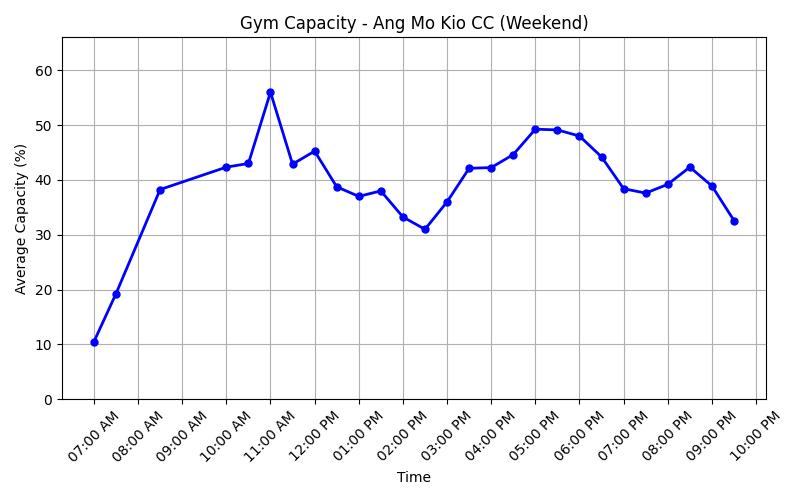 Gym Capacity - Ang Mo Kio CC (Weekend)
Average Capacity (%)
60
50
40
30
20
10
0
07:00 AM
08:00 AM
09:00 AM
10:00 AM
11:00 AM
12:00 PM
01:00 PM
02:00 PM
03:00 PM
04:00 PM
05:00 PM
06:00 PM
07:00 PM
08:00 PM
09:00 PM
10:00 PM
Time